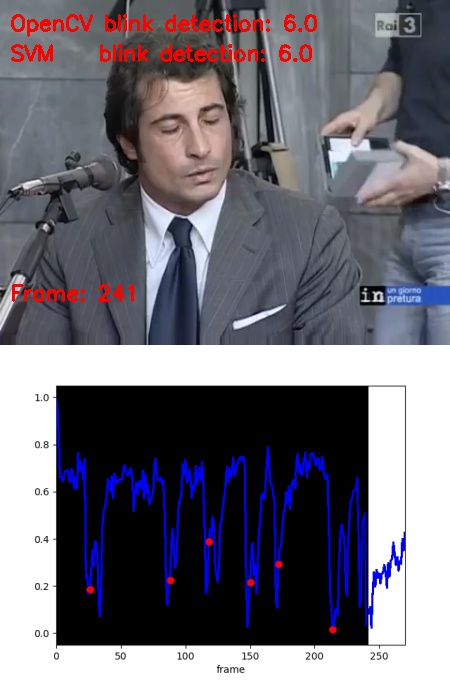 OpenCV blink detection: 6.0
Rai 3
SVM blink detection: 6.0
Frame: 241
in un giorno
pretura
1.0
0.8
0.6
0.4
0.2
0.0
0 50 100 150 200 250
frame